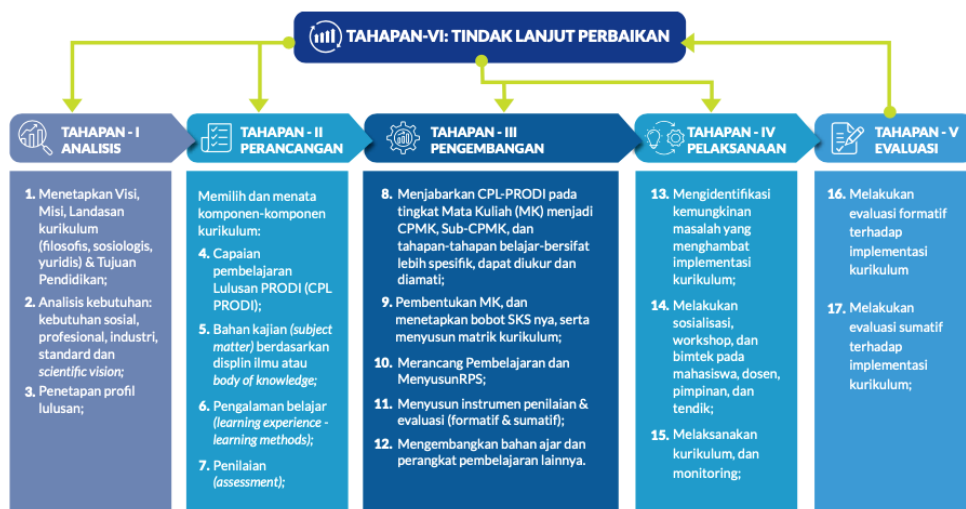 TAHAPAN-VI: TINDAK LANJUT PERBAIKAN
TAHAPAN - I
ANALISIS
1. Menetapkan Visi,
Misi, Landasan
kurikulum
(filosofis, sosiologis,
yuridis) & Tujuan
Pendidikan;
2. Analisis kebutuhan:
kebutuhan sosial,
profesional, industri,
standard dan
scientific vision;
3. Penetapan profil
lulusan;
TAHAPAN - II
PERANCANGAN
Memilih dan menata
komponen-komponen
kurikulum:
4. Capaian
pembelajaran
Lulusan PRODI (CPL
PRODI);
5. Bahan kajian (subject
matter) berdasarkan
displin ilmu atau
body of knowledge;
6. Pengalaman belajar
(learning experience -
learning methods);
7. Penilaian
(assessment);
TAHAPAN - III
PENGEMBANGAN
8. Menjabarkan CPL-PRODI pada
tingkat Mata Kuliah (MK) menjadi
CPMK, Sub-CPMK, dan
tahapan-tahapan belajar-bersifat
lebih spesifik, dapat diukur dan
diamati;
9. Pembentukan MK, dan
menetapkan bobot SKS nya, serta
menyusun matrik kurikulum;
10. Merancang Pembelajaran dan
MenyusunRPS;
11. Menyusun instrumen penilaian &
evaluasi (formatif & sumatif);
12. Mengembangkan bahan ajar dan
perangkat pembelajaran lainnya.
TAHAPAN - IV
PELAKSANAAN
13. Mengidentifikasi
kemungkinan
masalah yang
menghambat
implementasi
kurikulum;
14. Melakukan
sosialisasi,
workshop, dan
bimtek pada
mahasiswa, dosen,
pimpinan, dan
tendik;
15. Melaksanakan
kurikulum, dan
monitoring;
TAHAPAN - V
EVALUASI
16. Melakukan
evaluasi formatif
terhadap
implementasi
kurikulum
17. Melakukan
evaluasi sumatif
terhadap
implementasi
kurikulum;